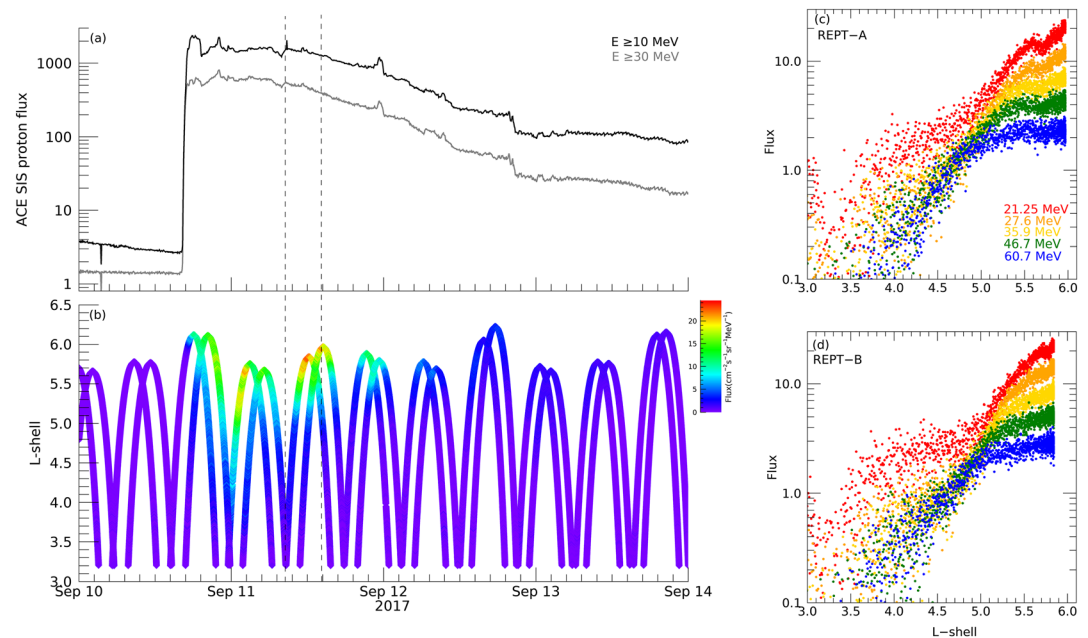 (a)
E ≥10 MeV
E ≥30 MeV
1000
100
10
1
ACE SIS proton flux
(b)
6.5
6.0
5.5
5.0
4.5
4.0
3.5
3.0
L-shell
Sep 10
Sep 11
Sep 12
Sep 13
Sep 14
2017
20
15
10
5
0
Flux(cm⁻²s⁻¹sr⁻¹MeV⁻¹)
(c)
REPT−A
10.0
1.0
0.1
Flux
21.25 MeV
27.6 MeV
35.9 MeV
46.7 MeV
60.7 MeV
3.0
3.5
4.0
4.5
5.0
5.5
6.0
(d)
REPT−B
10.0
1.0
0.1
Flux
3.0
3.5
4.0
4.5
5.0
5.5
6.0
L−shell